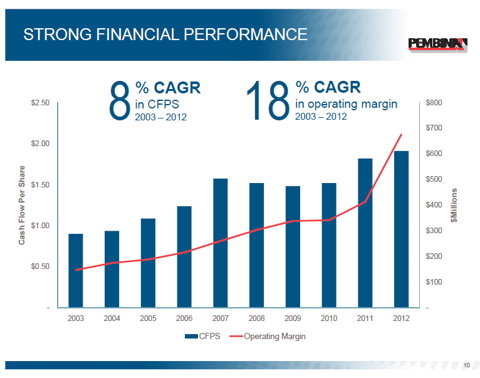 STRONG FINANCIAL PERFORMANCE
PEMBINA
8 % CAGR
in CFPS
2003 – 2012
18 % CAGR
in operating margin
2003 – 2012
$2.50
$2.00
$1.50
$1.00
$0.50
-
Cash Flow Per Share
$800
$700
$600
$500
$400
$300
$200
$100
-
$Millions
2003 2004 2005 2006 2007 2008 2009 2010 2011 2012
CFPS Operating Margin
10